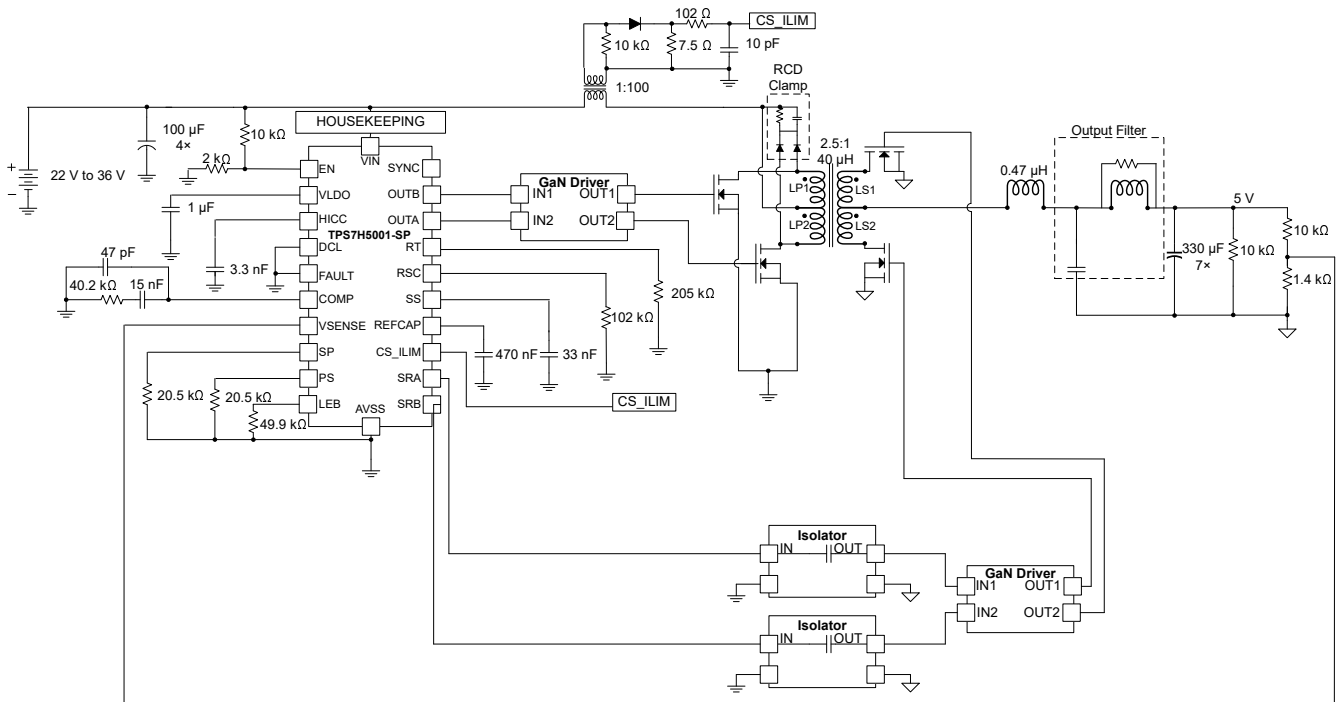 102 Ω
CS_ILIM
10 kΩ
7.5 Ω
10 pF
1:100
RCD
Clamp
HOUSEKEEPING
100 µF
4×
10 kΩ
2 kΩ
22 V to 36 V
+
–
1 µF
3.3 nF
47 pF
40.2 kΩ
15 nF
20.5 kΩ
20.5 kΩ
49.9 kΩ
VIN
EN
VLDO
HICC
TPS7H5001-SP
DCL
FAULT
COMP
VSENSE
SP
PS
LEB
AVSS
SYNC
OUTB
OUTA
RT
RSC
SS
REFCAP
CS_ILIM
SRA
SRB
GaN Driver
IN1
OUT1
IN2
OUT2
205 kΩ
102 kΩ
470 nF
33 nF
CS_ILIM
2.5:1
40 µH
LP1
LS1
LP2
LS2
0.47 µH
Output Filter
5 V
330 µF
7×
10 kΩ
10 kΩ
1.4 kΩ
Isolator
IN
OUT
Isolator
IN
OUT
GaN Driver
IN1
OUT1
IN2
OUT2